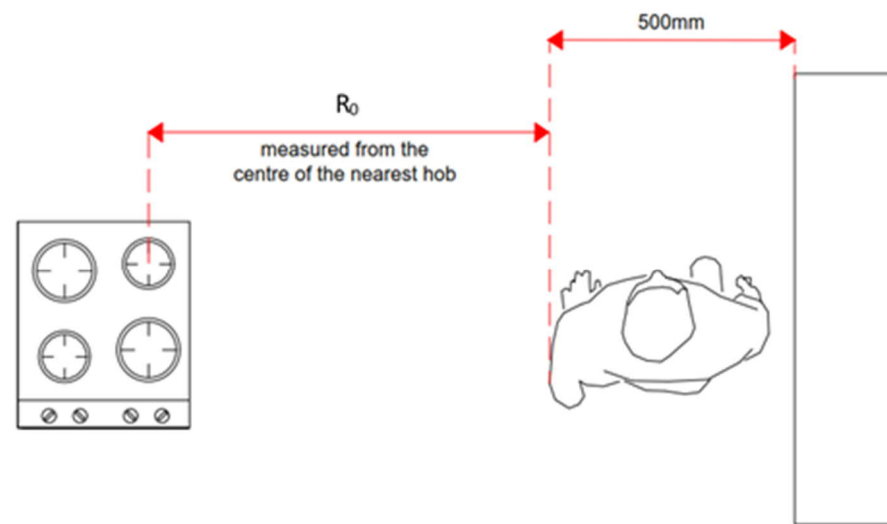 500mm
R₀
measured from the
centre of the nearest hob